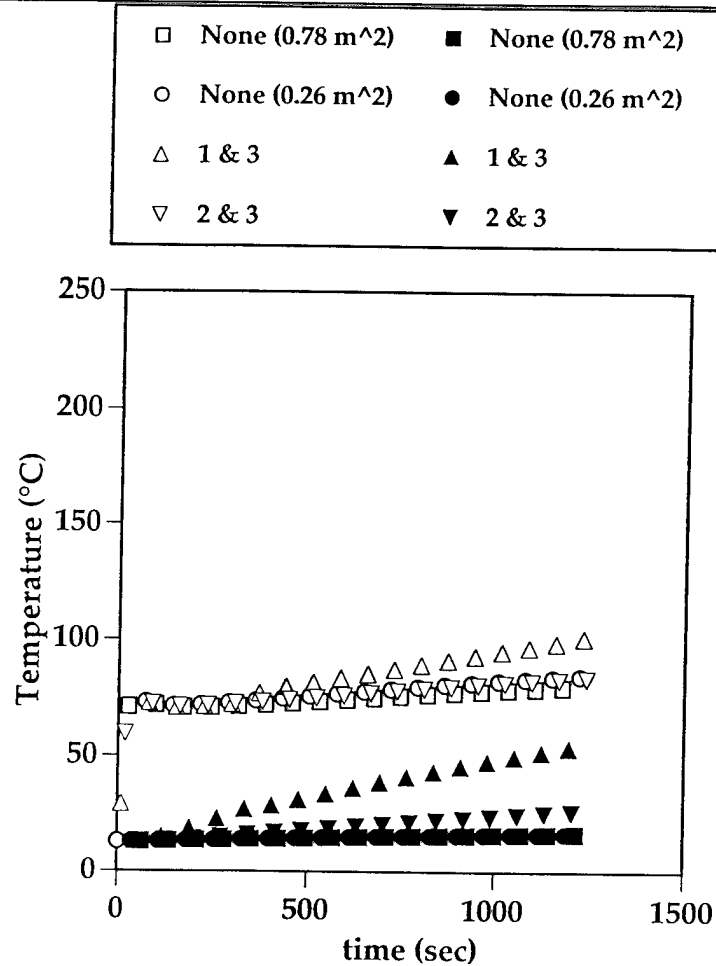 □ None (0.78 m^2) ■ None (0.78 m^2)
○ None (0.26 m^2) ● None (0.26 m^2)
△ 1 & 3 ▲ 1 & 3
▽ 2 & 3 ▼ 2 & 3
250
200
150
100
50
0
Temperature (°C)
0 500 1000 1500
time (sec)